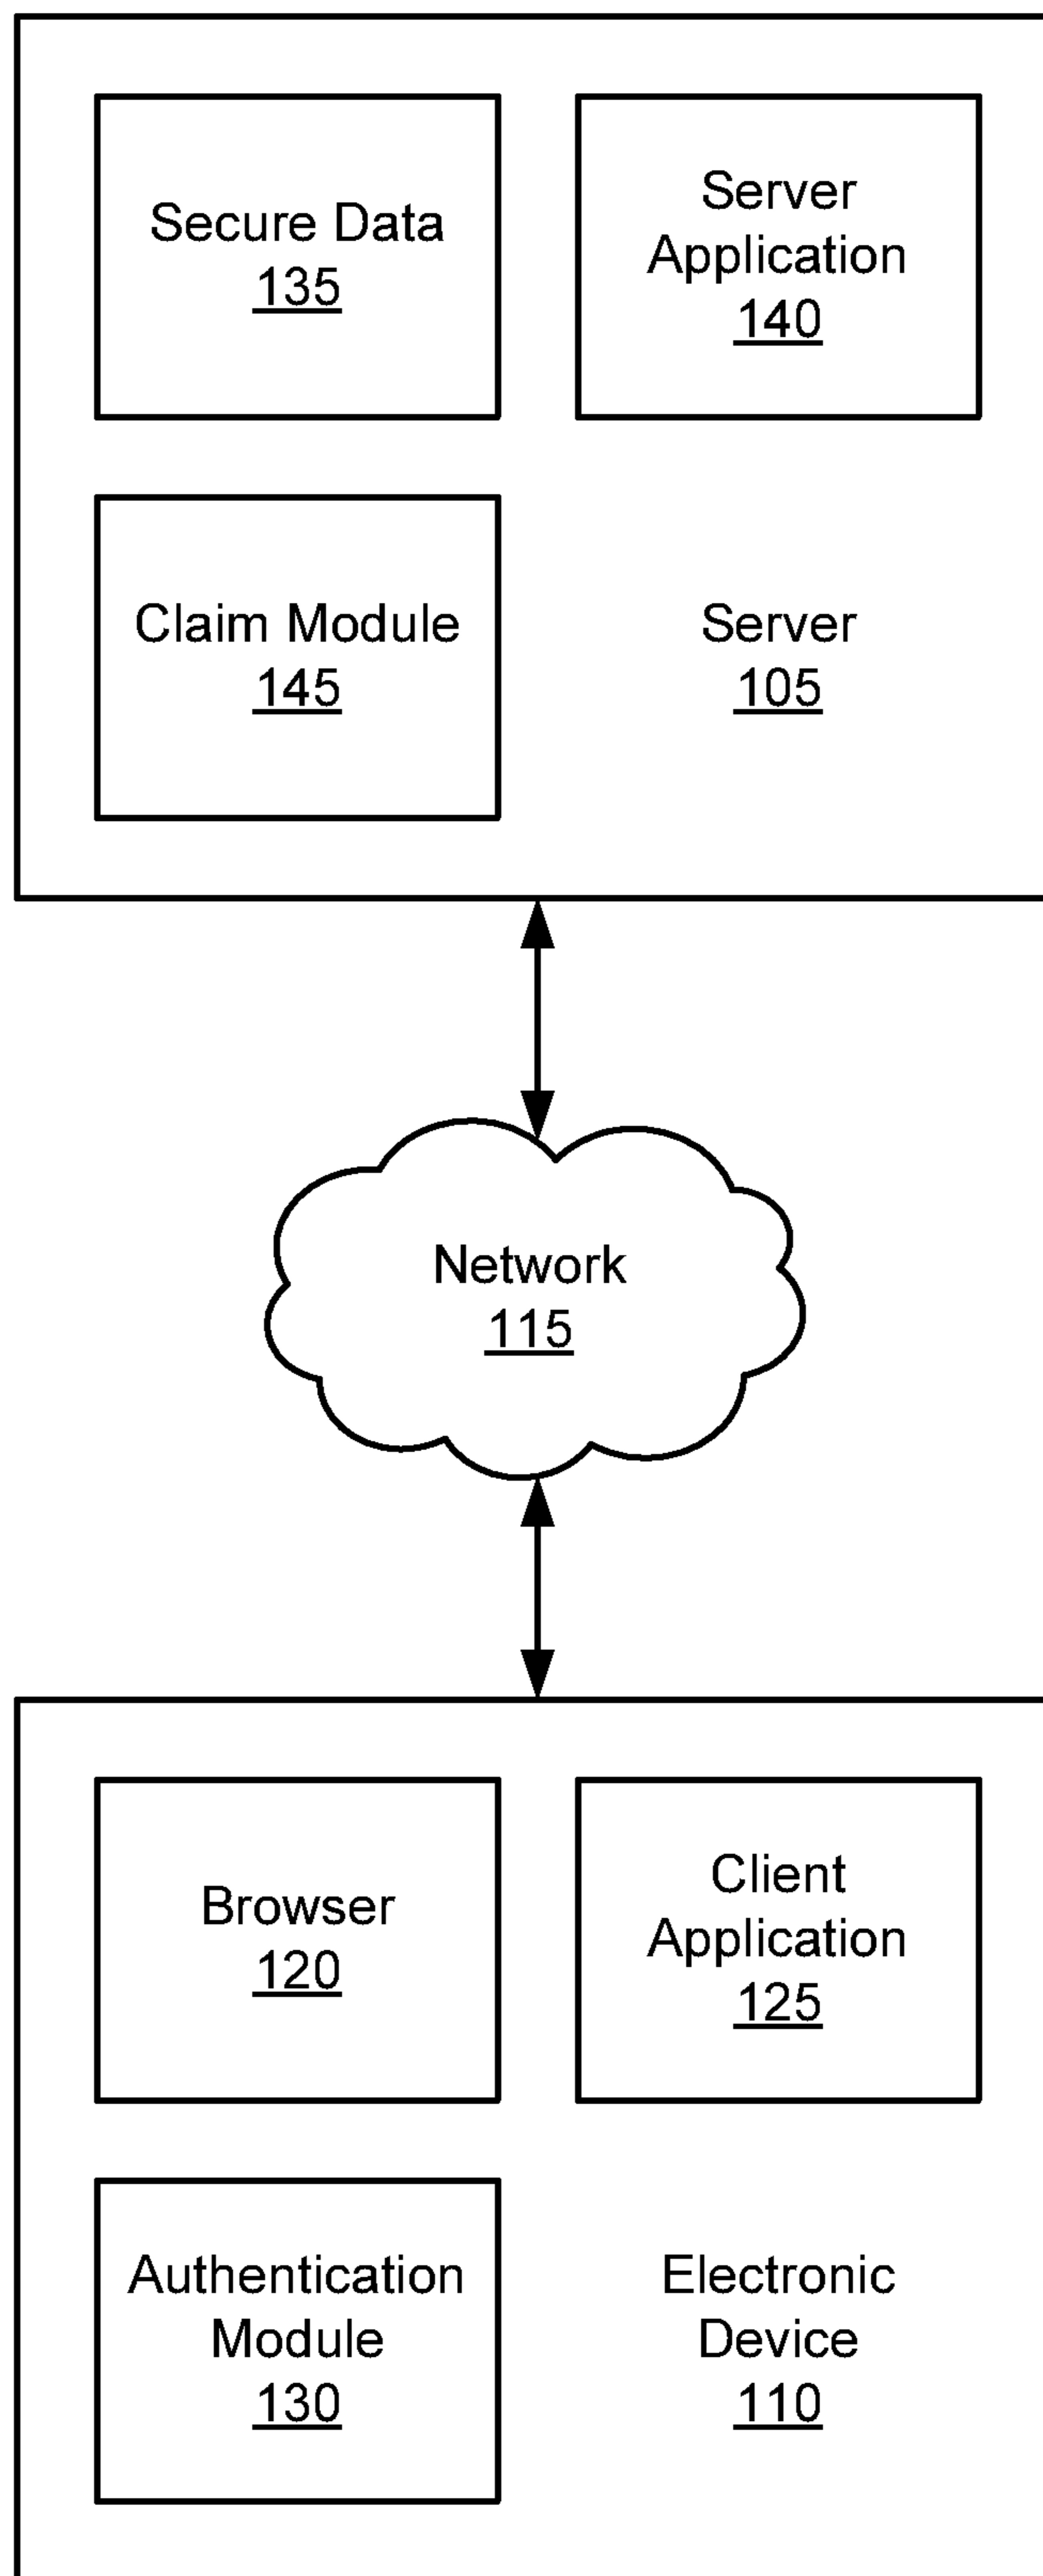 Secure Data
135
Server
Application
140
Claim Module
145
Server
105
Network
115
Browser
120
Client
Application
125
Authentication
Module
130
Electronic
Device
110